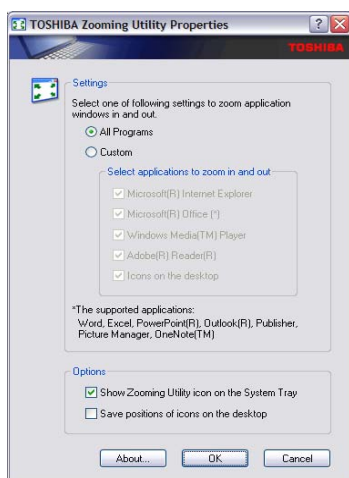 TOSHIBA Zooming Utility Properties
TOSHIBA
Settings
Select one of following settings to zoom application
windows in and out.
All Programs
Custom
Select applications to zoom in and out
Microsoft(R) Internet Explorer
Microsoft(R) Office (*)
Windows Media(TM) Player
Adobe(R) Reader(R)
Icons on the desktop
*The supported applications:
Word, Excel, PowerPoint(R), Outlook(R), Publisher,
Picture Manager, OneNote(TM)
Options
Show Zooming Utility icon on the System Tray
Save positions of icons on the desktop
About... OK Cancel